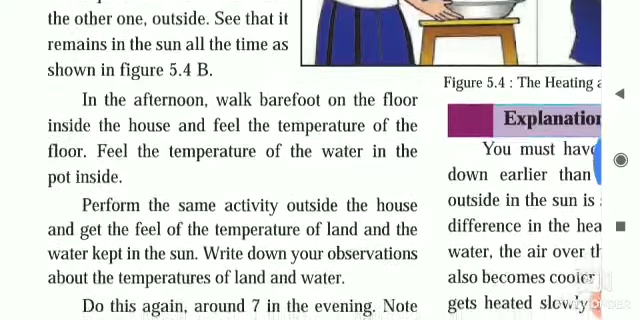 the other one, outside. See that it
remains in the sun all the time as
shown in figure 5.4 B.
In the afternoon, walk barefoot on the floor
inside the house and feel the temperature of the
floor. Feel the temperature of the water in the
pot inside.
Perform the same activity outside the house
and get the feel of the temperature of land and the
water kept in the sun. Write down your observations
about the temperatures of land and water.
Do this again, around 7 in the evening. Note
Figure 5.4 : The Heating a
Explanation
You must have
down earlier than
outside in the sun is
difference in the hea
water, the air over th
also becomes cooler
gets heated slowly